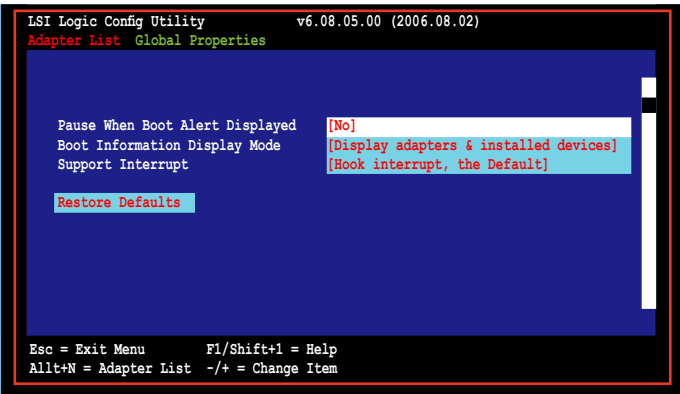 LSI Logic Config Utility v6.08.05.00 (2006.08.02)
Adapter List Global Properties
Pause When Boot Alert Displayed [No]
Boot Information Display Mode [Display adapters & installed devices]
Support Interrupt [Hook interrupt, the Default]
Restore Defaults
Esc = Exit Menu F1/Shift+1 = Help
Allt+N = Adapter List -/+ = Change Item